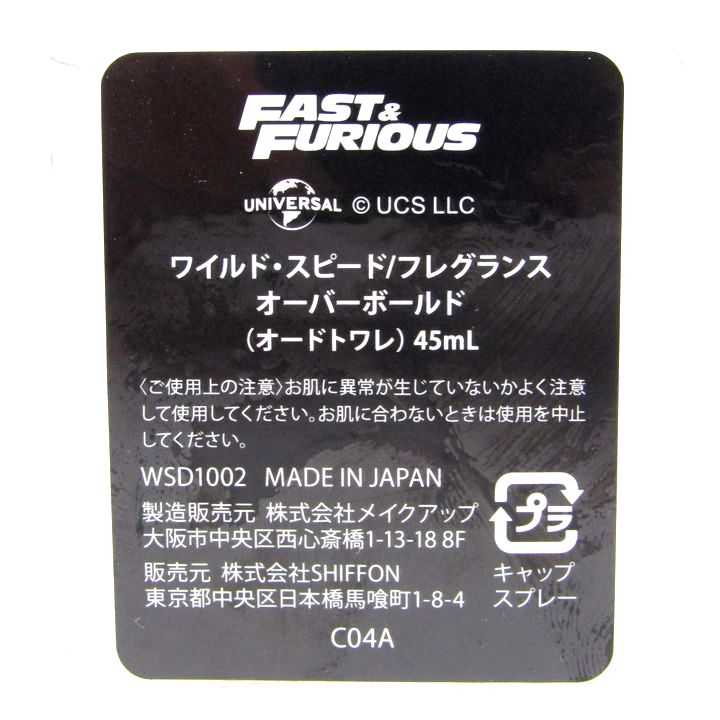 FAST &
FURIOUS
UNIVERSAL © UCS LLC
ワイルド・スピード/フレグランス
オーバーボールド
（オードトワレ）45mL
〈ご使用上の注意〉お肌に異常が生じていないかよく注意
して使用してください。お肌に合わないときは使用を中止
してください。
WSD1002 MADE IN JAPAN
製造販売元 株式会社メイクアップ
大阪市中央区西心斎橋1-13-18 8F
販売元 株式会社SHIFFON
東京都中央区日本橋馬喰町1-8-4
プラ
キャップ
スプレー
C04A